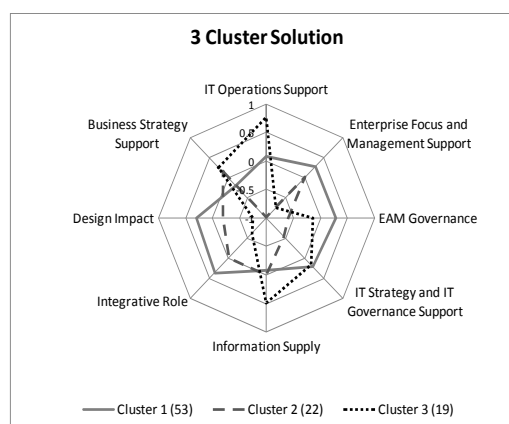 3 Cluster Solution
IT Operations Support
1
Business Strategy
Support
Enterprise Focus and
Management Support
0
Design Impact
EAM Governance
Integrative Role
IT Strategy and IT
Governance Support
Information Supply
Cluster 1 (53) Cluster 2 (22) Cluster 3 (19)